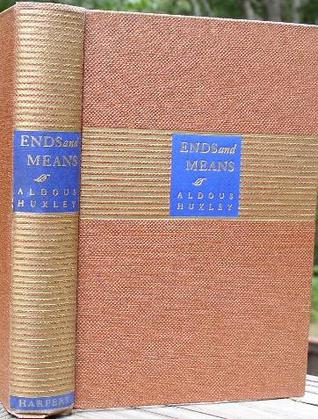 ENDS and
MEANS
ALDOUS
HUXLEY
HARPERS
ENDS and
MEANS
ALDOUS
HUXLEY